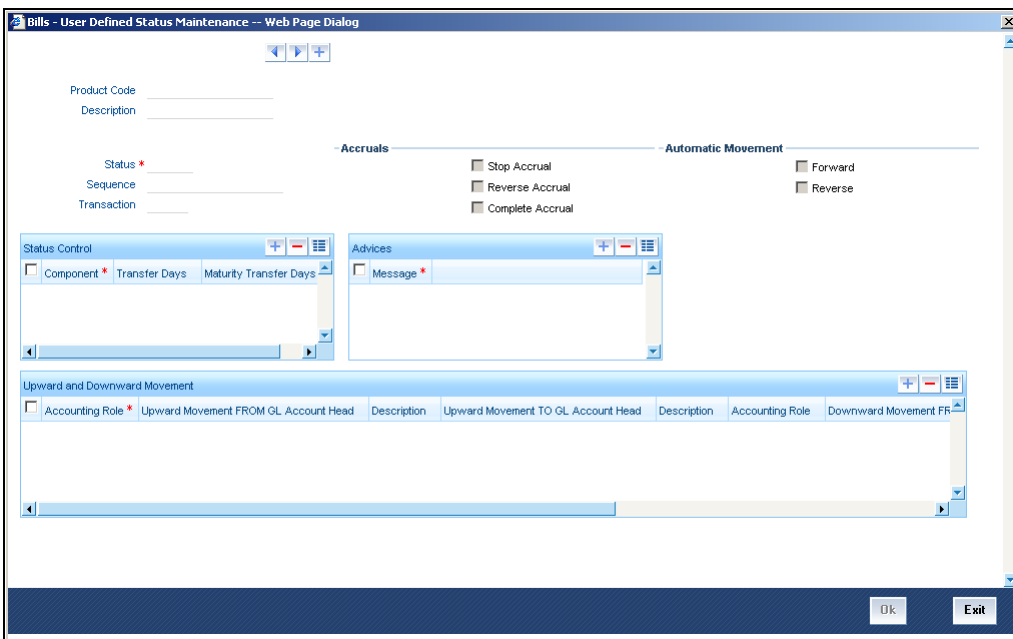 Bills - User Defined Status Maintenance -- Web Page Dialog
Product Code
Description
Status *
Sequence
Transaction
Accruals
Stop Accrual
Reverse Accrual
Complete Accrual
Automatic Movement
Forward
Reverse
Status Control
Component * Transfer Days Maturity Transfer Days
Advices
Message *
Upward and Downward Movement
Accounting Role * Upward Movement FROM GL Account Head Description Upward Movement TO GL Account Head Description Accounting Role Downward Movement FR
Ok Exit